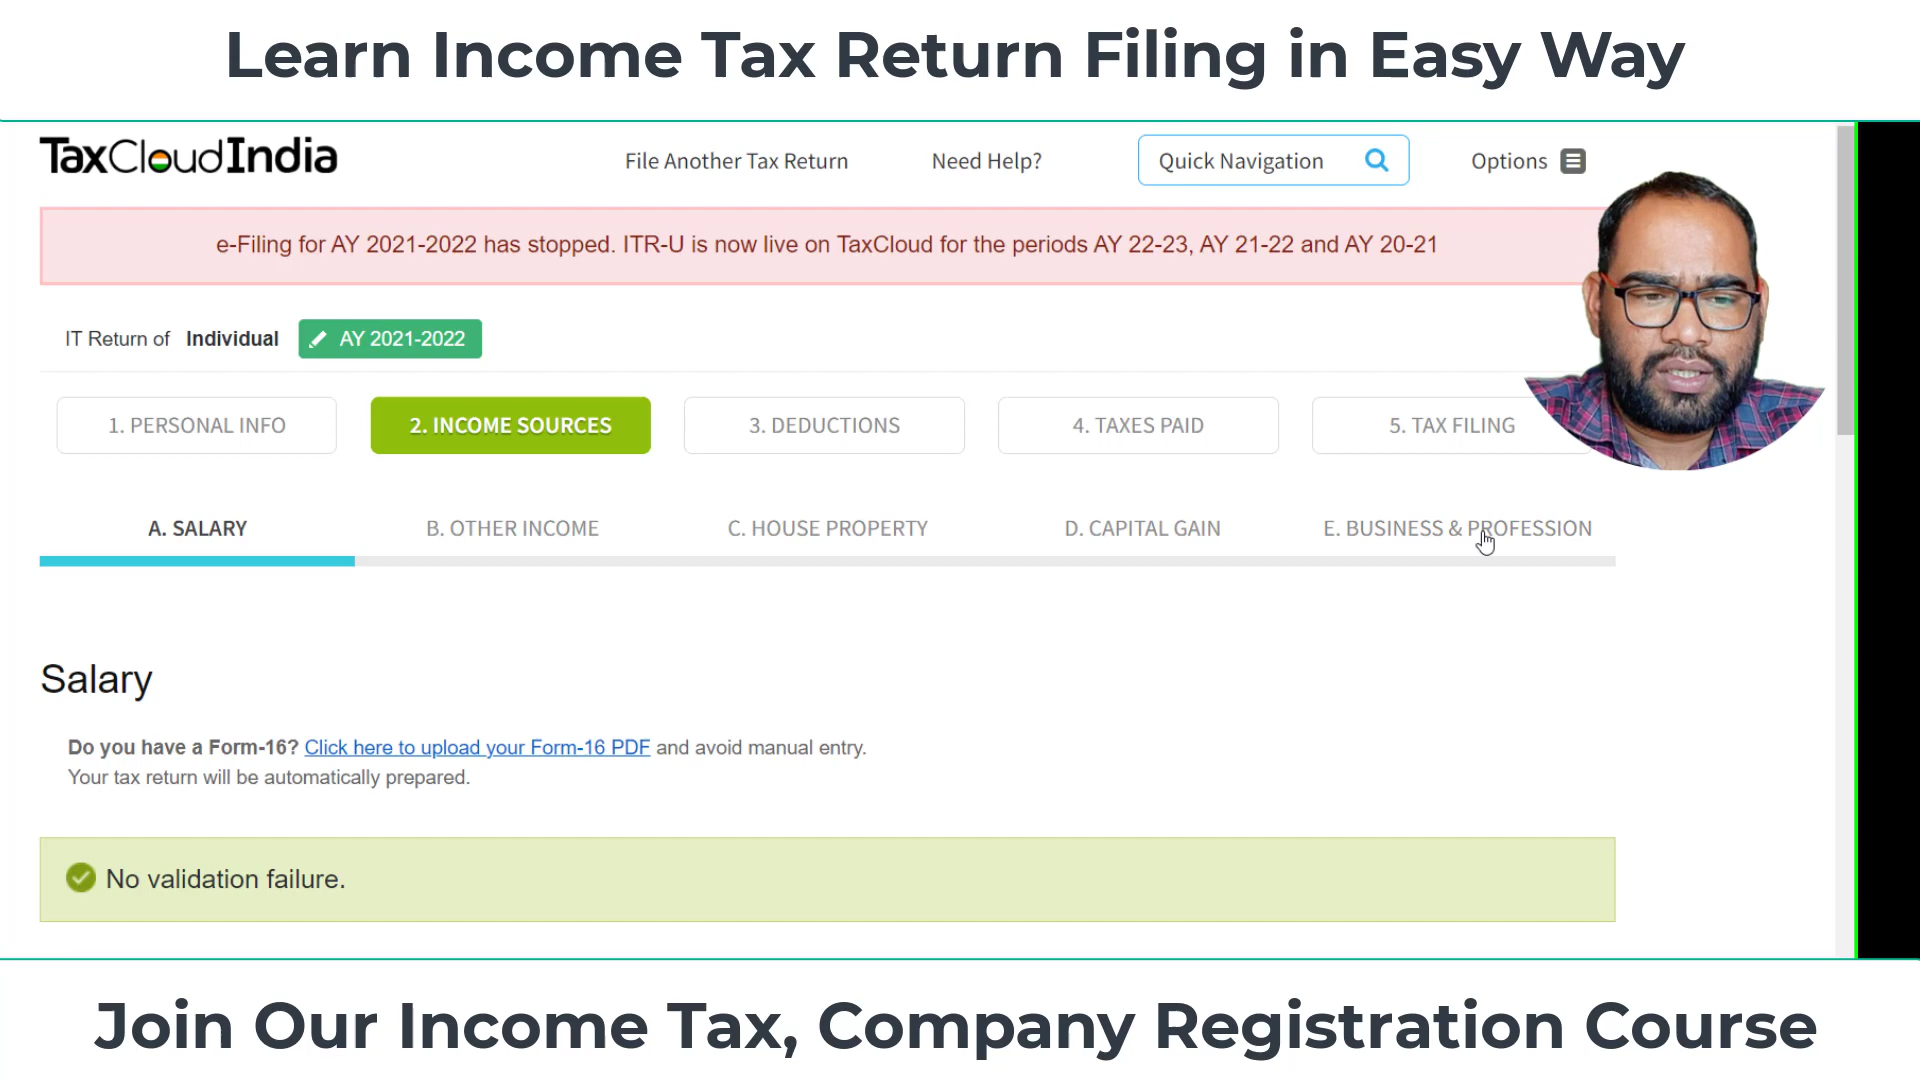 Learn Income Tax Return Filing in Easy Way
TaxCloudIndia
File Another Tax Return
Need Help?
Quick Navigation
Options
e-Filing for AY 2021-2022 has stopped. ITR-U is now live on TaxCloud for the periods AY 22-23, AY 21-22 and AY 20-21
IT Return of Individual
AY 2021-2022
1. PERSONAL INFO
2. INCOME SOURCES
3. DEDUCTIONS
4. TAXES PAID
5. TAX FILING
A. SALARY
B. OTHER INCOME
C. HOUSE PROPERTY
D. CAPITAL GAIN
E. BUSINESS & PROFESSION
Salary
Do you have a Form-16? Click here to upload your Form-16 PDF and avoid manual entry.
Your tax return will be automatically prepared.
No validation failure.
Join Our Income Tax, Company Registration Course